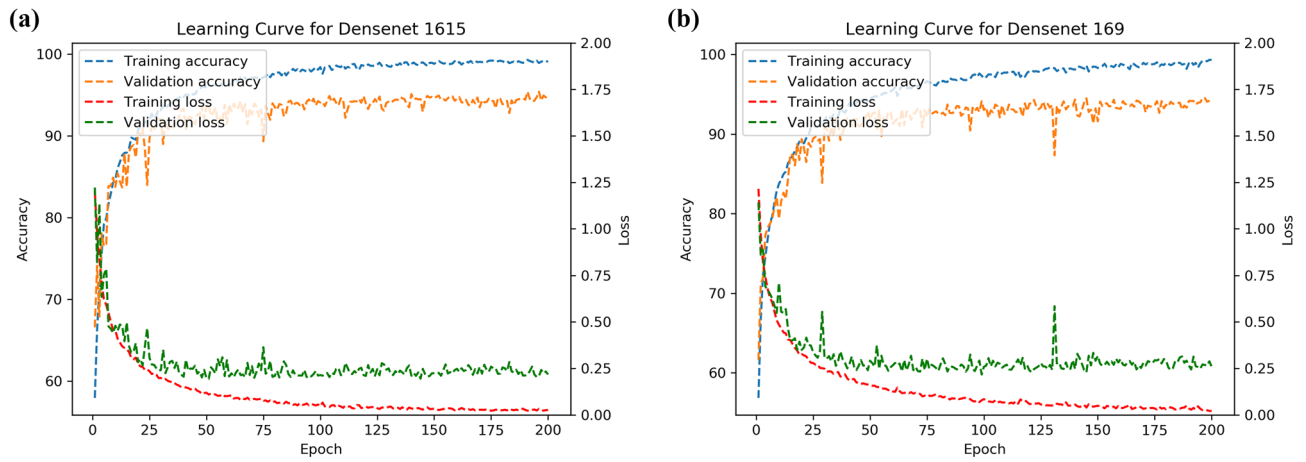 (a)
Learning Curve for Densenet 1615
Training accuracy
Validation accuracy
Training loss
Validation loss
100
90
80
70
60
Accuracy
2.00
1.75
1.50
1.25
1.00
0.75
0.50
0.25
0.00
Loss
0 25 50 75 100 125 150 175 200
Epoch
(b)
Learning Curve for Densenet 169
Training accuracy
Validation accuracy
Training loss
Validation loss
100
90
80
70
60
Accuracy
2.00
1.75
1.50
1.25
1.00
0.75
0.50
0.25
0.00
Loss
0 25 50 75 100 125 150 175 200
Epoch